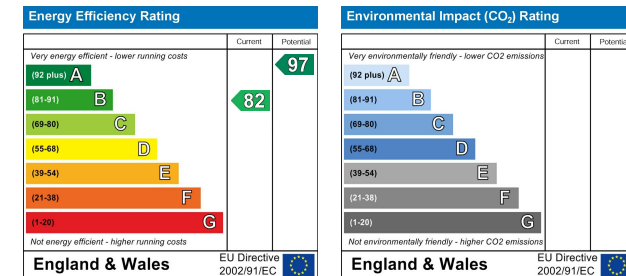 Energy Efficiency Rating
Current Potential
Very energy efficient - lower running costs
(92 plus) A
97
(81-91) B
82
(69-80) C
(55-68) D
(39-54) E
(21-38) F
(1-20) G
Not energy efficient - higher running costs
England & Wales
EU Directive
2002/91/EC
Environmental Impact (CO₂) Rating
Current Potentia
Very environmentally friendly - lower CO2 emissions
(92 plus) A
(81-91) B
(69-80) C
(55-68) D
(39-54) E
(21-38) F
(1-20) G
Not environmentally friendly - higher CO2 emissions
England & Wales
EU Directive
2002/91/EC